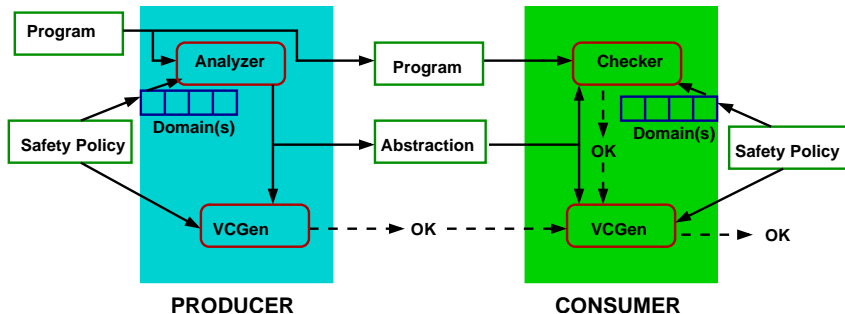 Program
Analyzer
Program
Checker
Domain(s)
Domain(s)
Safety Policy
Abstraction
OK
Safety Policy
VCGen
OK
VCGen
OK
PRODUCER
CONSUMER